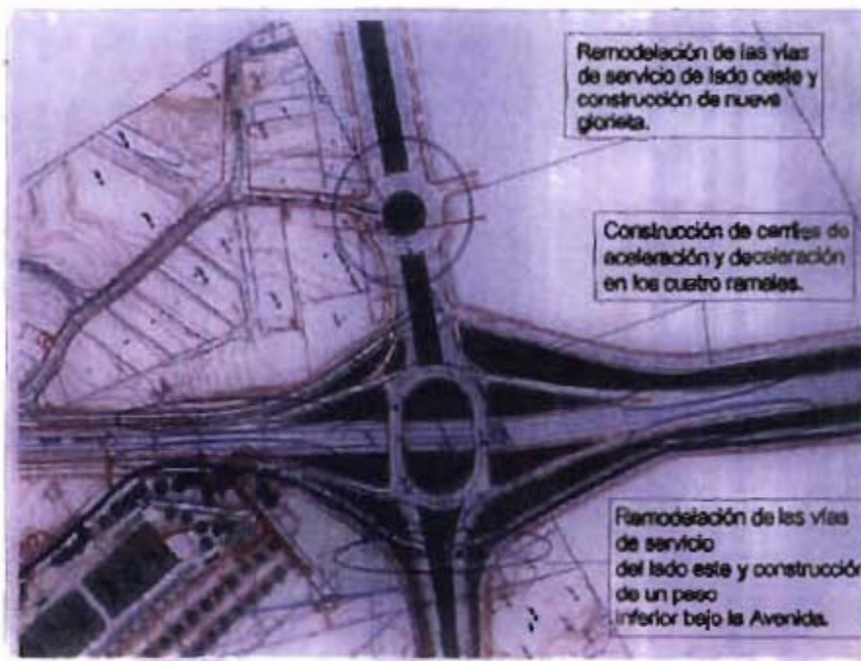 Remodelación de las vías
de servicio de lado oeste y
construcción de nueve
glorieta.
Construcción de carriles de
aceleración y deceleración
en los cuatro ramales.
Remodelación de las vías
de servicio
del lado este y construcción
de un paso
inferior bajo la Avenida.